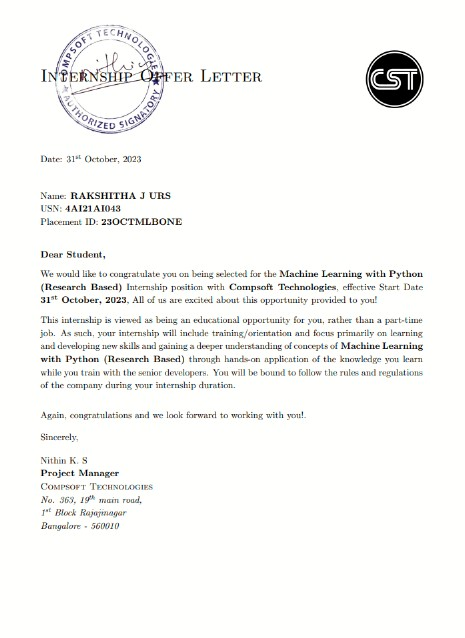 COMPSOFT TECHNOLOGIES
AUTHORIZED SIGNATORY
INTERNSHIP OFFER LETTER
CST
Date: 31st October, 2023
Name: RAKSHITHA J URS
USN: 4AI21AI043
Placement ID: 23OCTMLBONE
Dear Student,
We would like to congratulate you on being selected for the Machine Learning with Python
(Research Based) Internship position with Compsoft Technologies, effective Start Date
31st October, 2023, All of us are excited about this opportunity provided to you!
This internship is viewed as being an educational opportunity for you, rather than a part-time
job. As such, your internship will include training/orientation and focus primarily on learning
and developing new skills and gaining a deeper understanding of concepts of Machine Learning
with Python (Research Based) through hands-on application of the knowledge you learn
while you train with the senior developers. You will be bound to follow the rules and regulations
of the company during your internship duration.
Again, congratulations and we look forward to working with you!.
Sincerely,
Nithin K. S
Project Manager
COMPSOFT TECHNOLOGIES
No. 363, 19th main road,
1st Block Rajajinagar
Bangalore - 560010